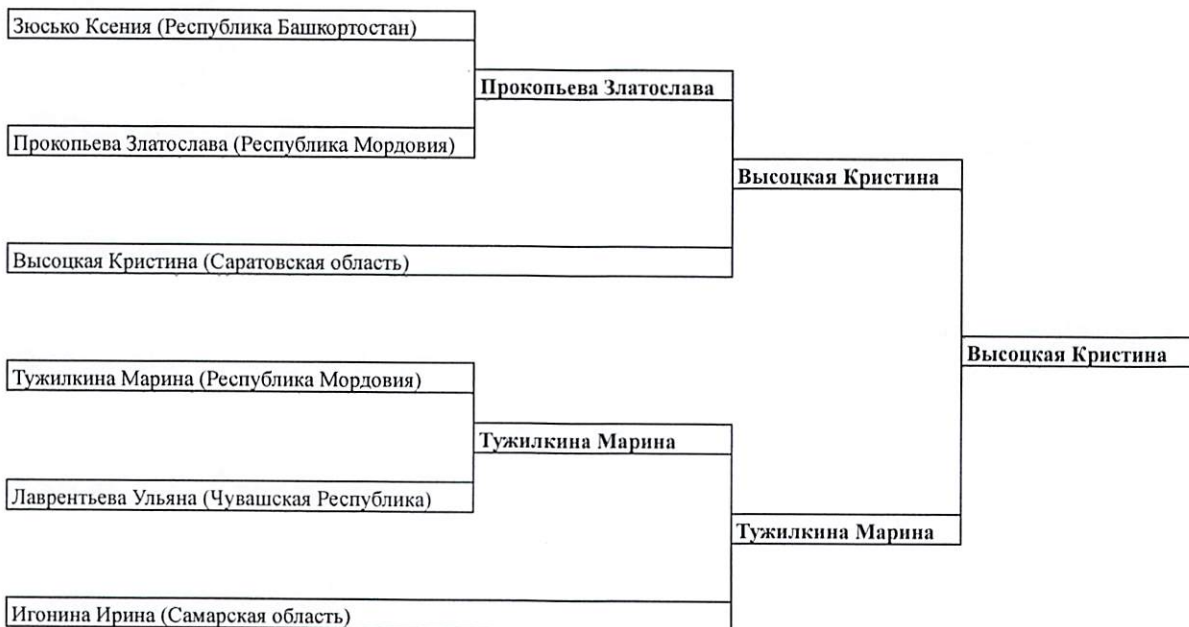 Зюсько Ксения (Республика Башкортостан)
Прокопьева Златослава
Прокопьева Златослава (Республика Мордовия)
Высоцкая Кристина
Высоцкая Кристина (Саратовская область)
Высоцкая Кристина
Тужилкина Марина (Республика Мордовия)
Тужилкина Марина
Лаврентьева Ульяна (Чувашская Республика)
Тужилкина Марина
Игонина Ирина (Самарская область)